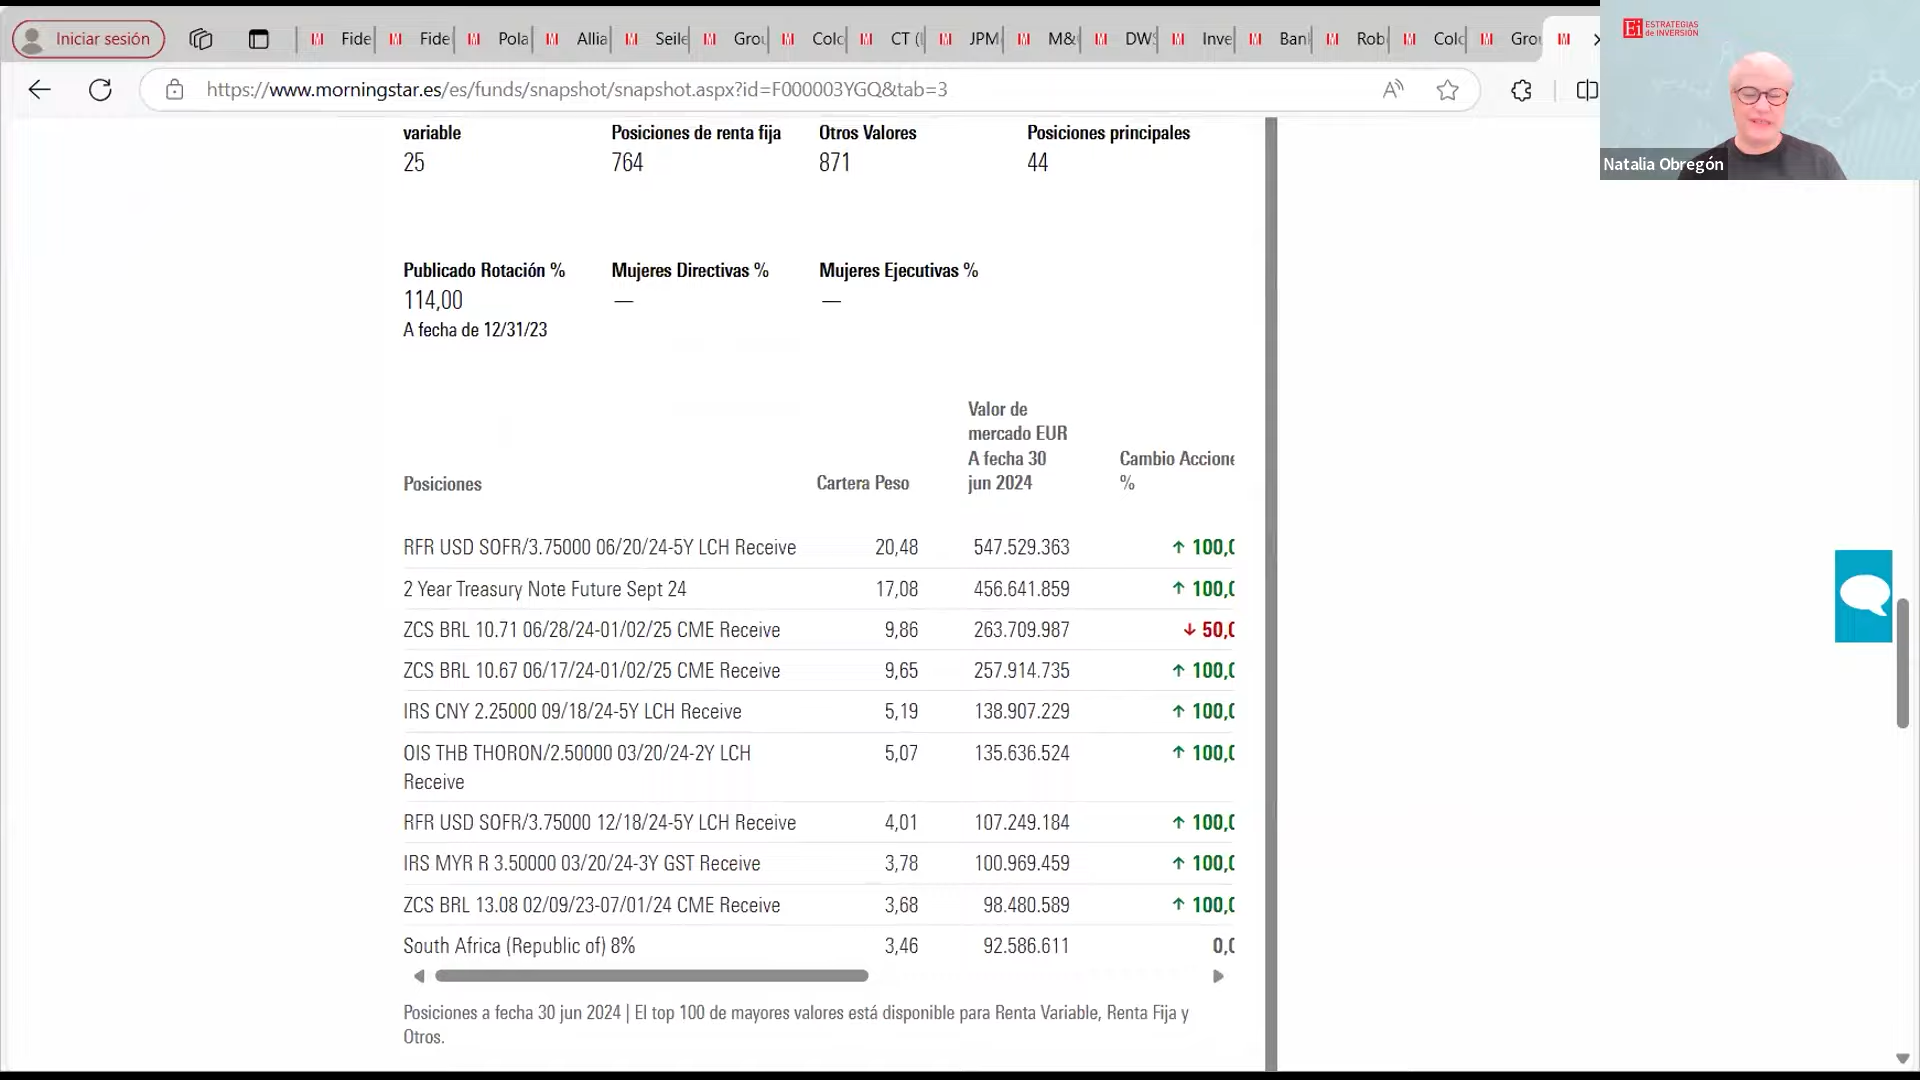 Iniciar sesión
Fide
Fide
Pola
Allia
Seile
Grou
Colo
CT (
JPM
M&
DWS
Inve
Ban
Rob
Colo
Grou
https://www.morningstar.es/es/funds/snapshot/snapshot.aspx?id=F000003YGQ&tab=3
Ei ESTRATEGIAS
de INVERSIÓN
Natalia Obregón
variable
Posiciones de renta fija
Otros Valores
Posiciones principales
25
764
871
44
Publicado Rotación %
Mujeres Directivas %
Mujeres Ejecutivas %
114,00
—
—
A fecha de 12/31/23
Posiciones
Cartera Peso
Valor de
mercado EUR
A fecha 30
jun 2024
Cambio Accione
%
RFR USD SOFR/3.75000 06/20/24-5Y LCH Receive 20,48 547.529.363 100,0
2 Year Treasury Note Future Sept 24 17,08 456.641.859 100,0
ZCS BRL 10.71 06/28/24-01/02/25 CME Receive 9,86 263.709.987 50,0
ZCS BRL 10.67 06/17/24-01/02/25 CME Receive 9,65 257.914.735 100,0
IRS CNY 2.25000 09/18/24-5Y LCH Receive 5,19 138.907.229 100,0
OIS THB THORON/2.50000 03/20/24-2Y LCH 5,07 135.636.524 100,0
Receive
RFR USD SOFR/3.75000 12/18/24-5Y LCH Receive 4,01 107.249.184 100,0
IRS MYR R 3.50000 03/20/24-3Y GST Receive 3,78 100.969.459 100,0
ZCS BRL 13.08 02/09/23-07/01/24 CME Receive 3,68 98.480.589 100,0
South Africa (Republic of) 8% 3,46 92.586.611 0,0
Posiciones a fecha 30 jun 2024 | El top 100 de mayores valores está disponible para Renta Variable, Renta Fija y
Otros.